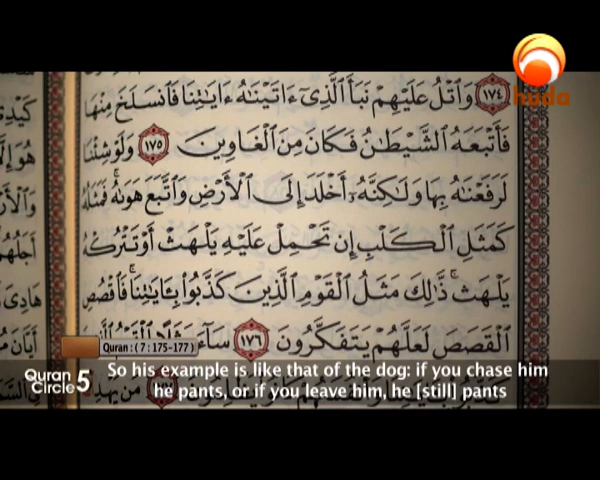 huda
١٧٤ وَٱتْلُ عَلَيْهِمْ نَبَأَ ٱلَّذِىٓ ءَاتَيْنَٰهُ ءَايَٰتِنَا فَٱنسَلَخَ مِنْهَا
فَأَتْبَعَهُ ٱلشَّيْطَٰنُ فَكَانَ مِنَ ٱلْغَاوِينَ ١٧٥ وَلَوْ شِئْنَا
لَرَفَعْنَٰهُ بِهَا وَلَٰكِنَّهُۥٓ أَخْلَدَ إِلَى ٱلْأَرْضِ وَٱتَّبَعَ هَوَىٰهُ ۚ فَمَثَلُهُۥ
كَمَثَلِ ٱلْكَلْبِ إِن تَحْمِلْ عَلَيْهِ يَلْهَثْ أَوْ تَتْرُكْهُ
يَلْهَث ۚ ذَّٰلِكَ مَثَلُ ٱلْقَوْمِ ٱلَّذِينَ كَذَّبُوا۟ بِـَٔايَٰتِنَا ۚ فَٱقْصُصِ
ٱلْقَصَصَ لَعَلَّهُمْ يَتَفَكَّرُونَ ١٧٦ سَآءَ
Quran : ( 7 : 175-177 )
Quran Circle 5
So his example is like that of the dog: if you chase him
he pants, or if you leave him, he [still] pants